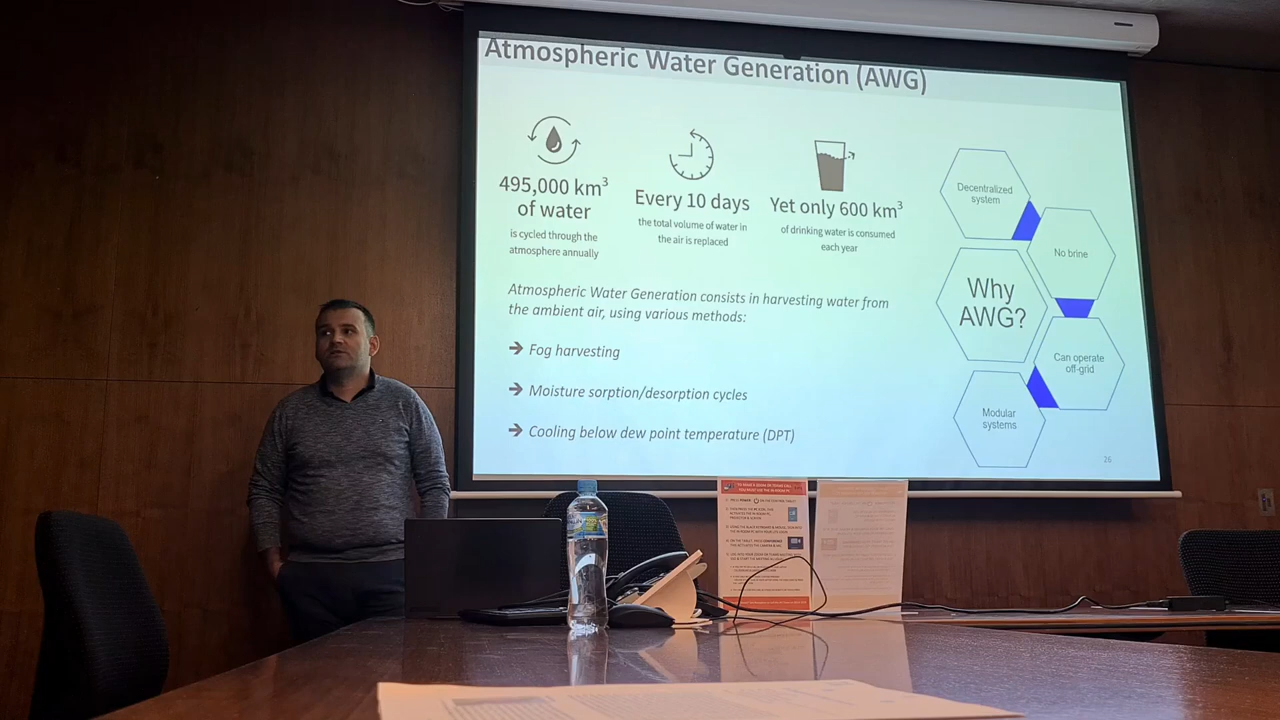 Atmospheric Water Generation (AWG)
495,000 km³
of water
is cycled through the
atmosphere annually
Every 10 days
the total volume of water in
the air is replaced
Yet only 600 km³
of drinking water is consumed
each year
Atmospheric Water Generation consists in harvesting water from
the ambient air, using various methods:
➔ Fog harvesting
➔ Moisture sorption/desorption cycles
➔ Cooling below dew point temperature (DPT)
Decentralized
system
No brine
Why
AWG?
Can operate
off-grid
Modular
systems
26